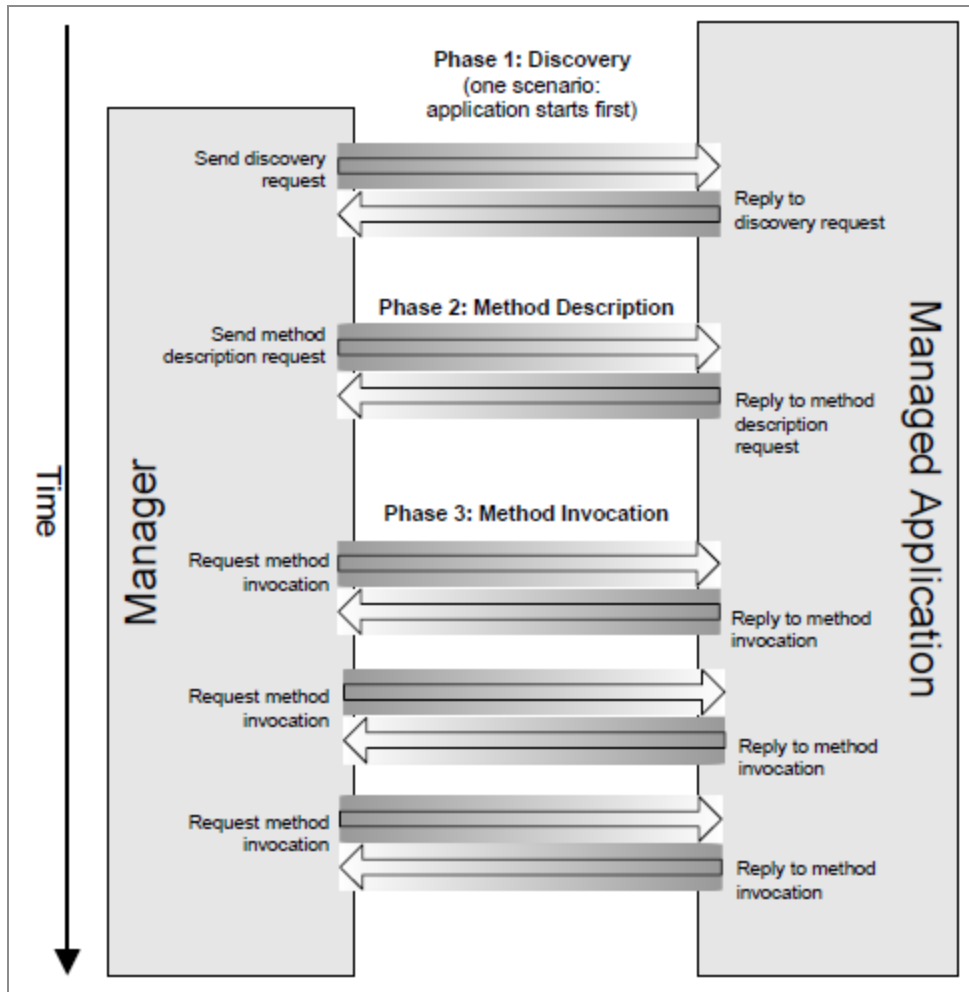 Phase 1: Discovery
(one scenario:
application starts first)
Send discovery
request
Reply to
discovery request
Phase 2: Method Description
Send method
description request
Reply to method
description
request
Time
Manager
Managed Application
Phase 3: Method Invocation
Request method
invocation
Reply to method
invocation
Request method
invocation
Reply to method
invocation
Request method
invocation
Reply to method
invocation